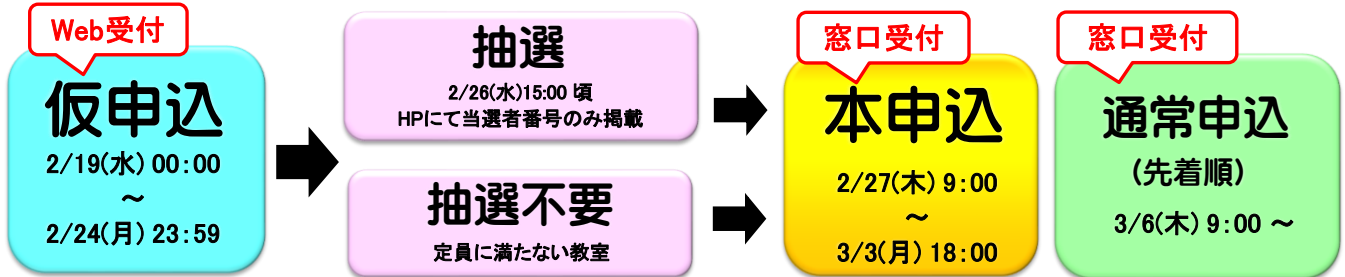 Web受付
仮申込
2/19(水) 00:00
～
2/24(月) 23:59
抽選
2/26(水)15:00 頃
HPにて当選者番号のみ掲載
抽選不要
定員に満たない教室
窓口受付
本申込
2/27(木) 9:00
～
3/3(月) 18:00
窓口受付
通常申込
(先着順)
3/6(木) 9:00 ～